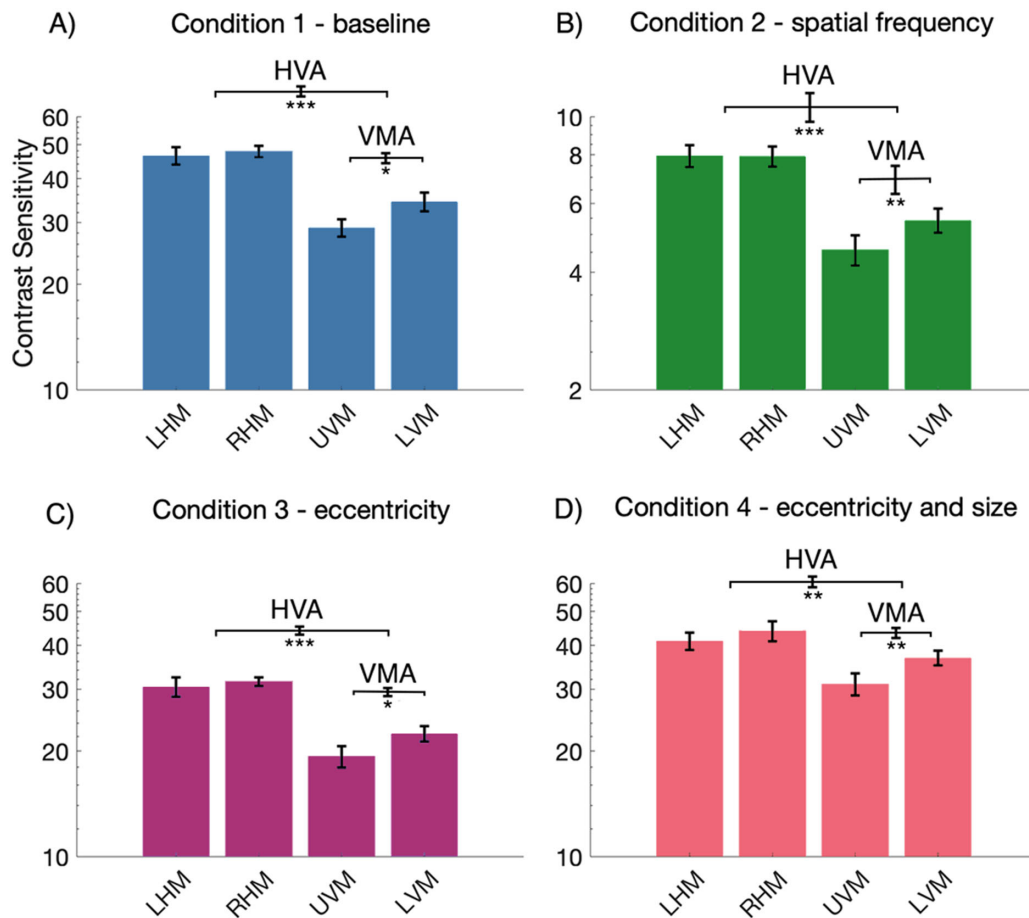 A) Condition 1 - baseline
HVA
***
VMA
*
Contrast Sensitivity
60
50
40
30
20
10
LHM
RHM
UVM
LVM
B) Condition 2 - spatial frequency
HVA
***
VMA
**
10
8
6
4
2
LHM
RHM
UVM
LVM
C) Condition 3 - eccentricity
HVA
***
VMA
*
60
50
40
30
20
10
LHM
RHM
UVM
LVM
D) Condition 4 - eccentricity and size
HVA
**
VMA
**
60
50
40
30
20
10
LHM
RHM
UVM
LVM